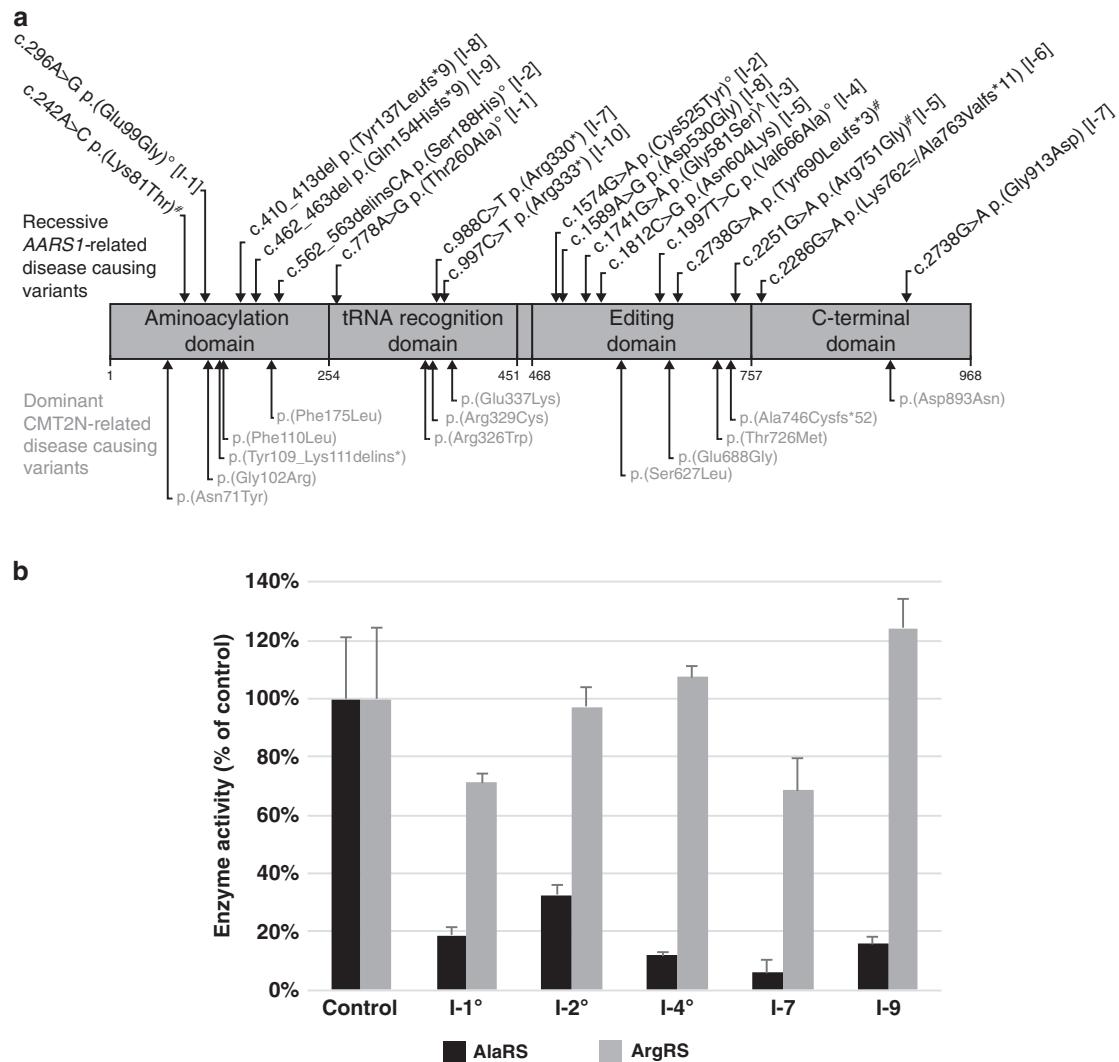 a
c.296A>G p.(Glu99Gly)° [I-1]
c.242A>C p.(Lys81Thr)#
c.410_413del p.(Tyr137Leufs*9) [I-8]
c.462_463del p.(Gln154Hisfs*9) [I-9]
c.562_563delinsCA p.(Ser188His)° [I-2]
c.778A>G p.(Thr260Ala)° [I-1]
c.988C>T p.(Arg330*) [I-7]
c.997C>T p.(Arg333*) [I-10]
c.1574G>A p.(Cys525Tyr)° [I-2]
c.1589A>G p.(Asp530Gly) [I-8]
c.1741G>A p.(Gly581Ser)^ [I-3]
c.1812C>G p.(Asn604Lys) [I-5]
c.1997T>C p.(Val666Ala)° [I-4]
c.2738G>A p.(Tyr690Leufs*3)#
c.2251G>A p.(Arg751Gly)# [I-5]
c.2286G>A p.(Lys762=/Ala763Valfs*11) [I-6]
c.2738G>A p.(Gly913Asp) [I-7]
Recessive
AARS1-related
disease causing
variants
Aminoacylation
domain
tRNA recognition
domain
Editing
domain
C-terminal
domain
1
254
451
468
757
968
Dominant
CMT2N-related
disease causing
variants
p.(Phe175Leu)
p.(Phe110Leu)
p.(Tyr109_Lys111delins*)
p.(Gly102Arg)
p.(Asn71Tyr)
p.(Glu337Lys)
p.(Arg329Cys)
p.(Arg326Trp)
p.(Ala746Cysfs*52)
p.(Thr726Met)
p.(Glu688Gly)
p.(Ser627Leu)
p.(Asp893Asn)
b
Enzyme activity (% of control)
140%
120%
100%
80%
60%
40%
20%
0%
Control
I-1°
I-2°
I-4°
I-7
I-9
AlaRS
ArgRS